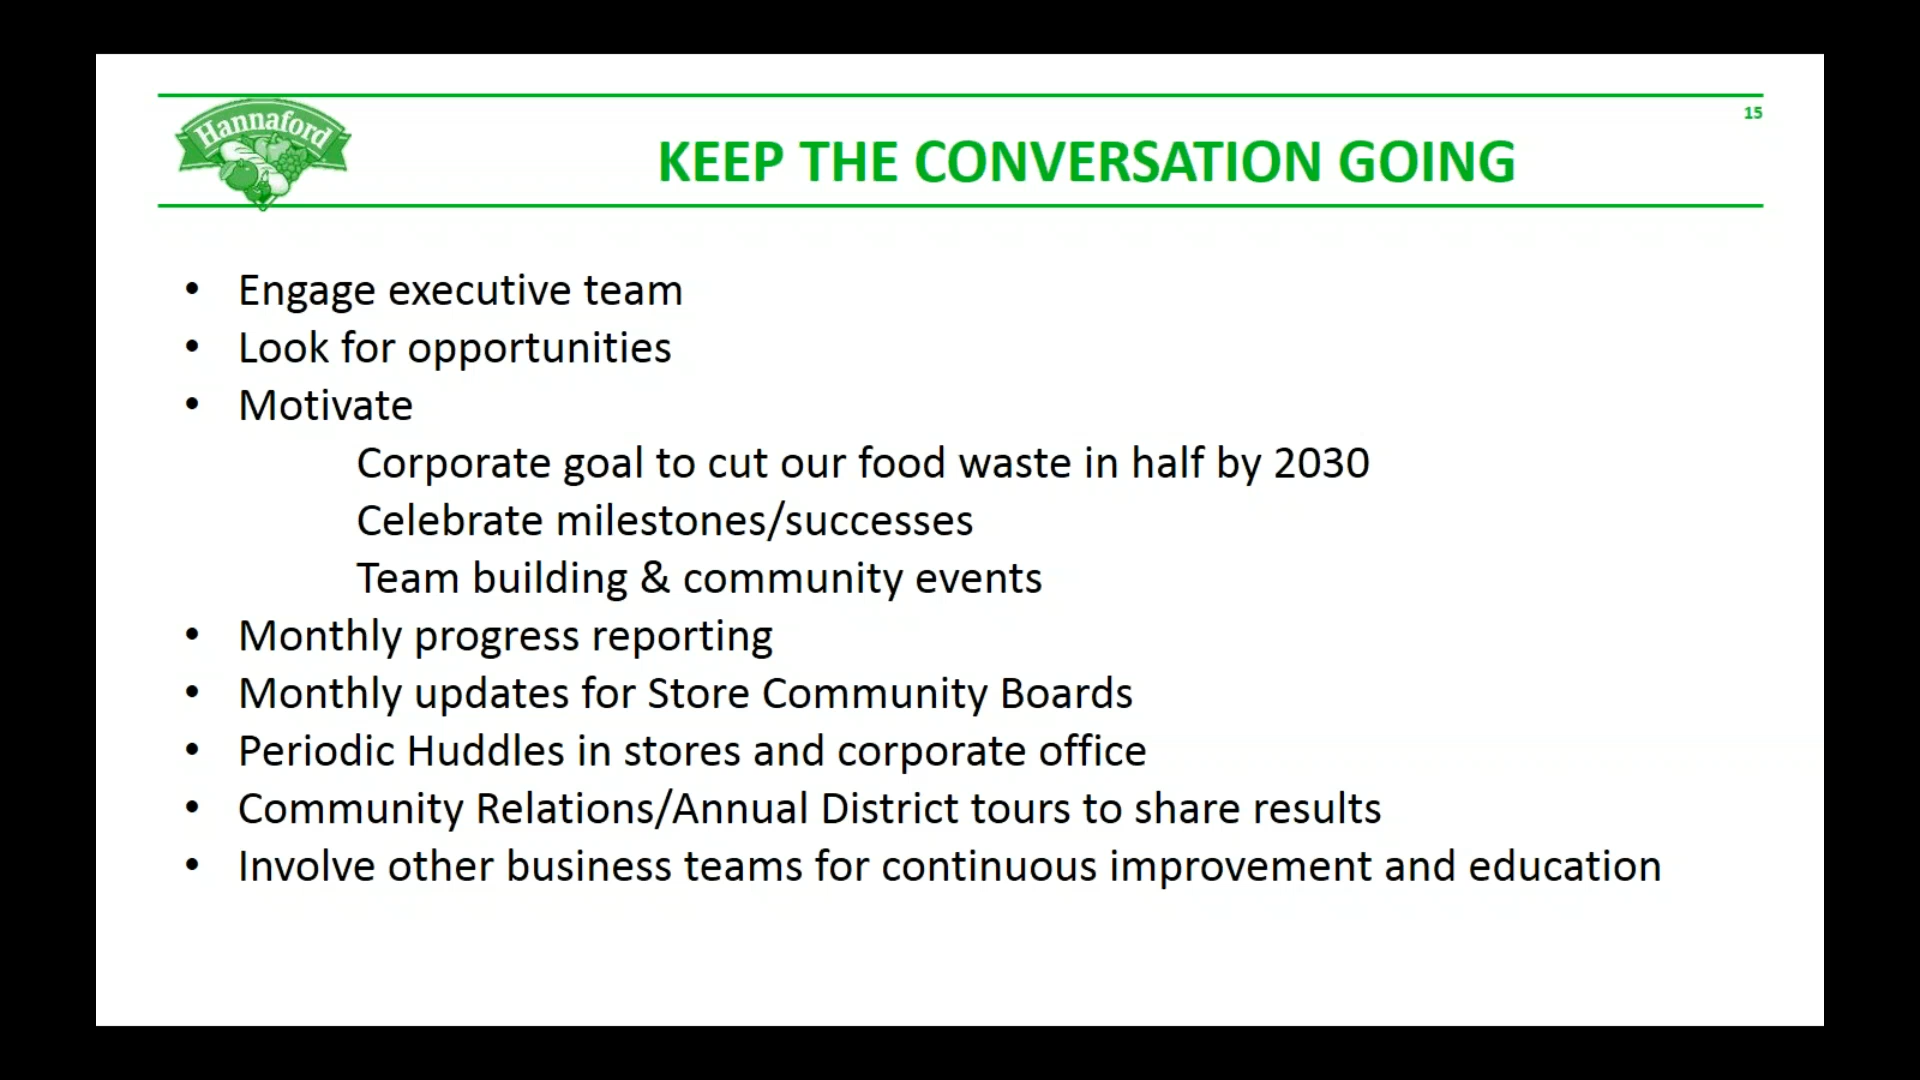 Hannaford
15
KEEP THE CONVERSATION GOING
• Engage executive team
• Look for opportunities
• Motivate
Corporate goal to cut our food waste in half by 2030
Celebrate milestones/successes
Team building & community events
• Monthly progress reporting
• Monthly updates for Store Community Boards
• Periodic Huddles in stores and corporate office
• Community Relations/Annual District tours to share results
• Involve other business teams for continuous improvement and education